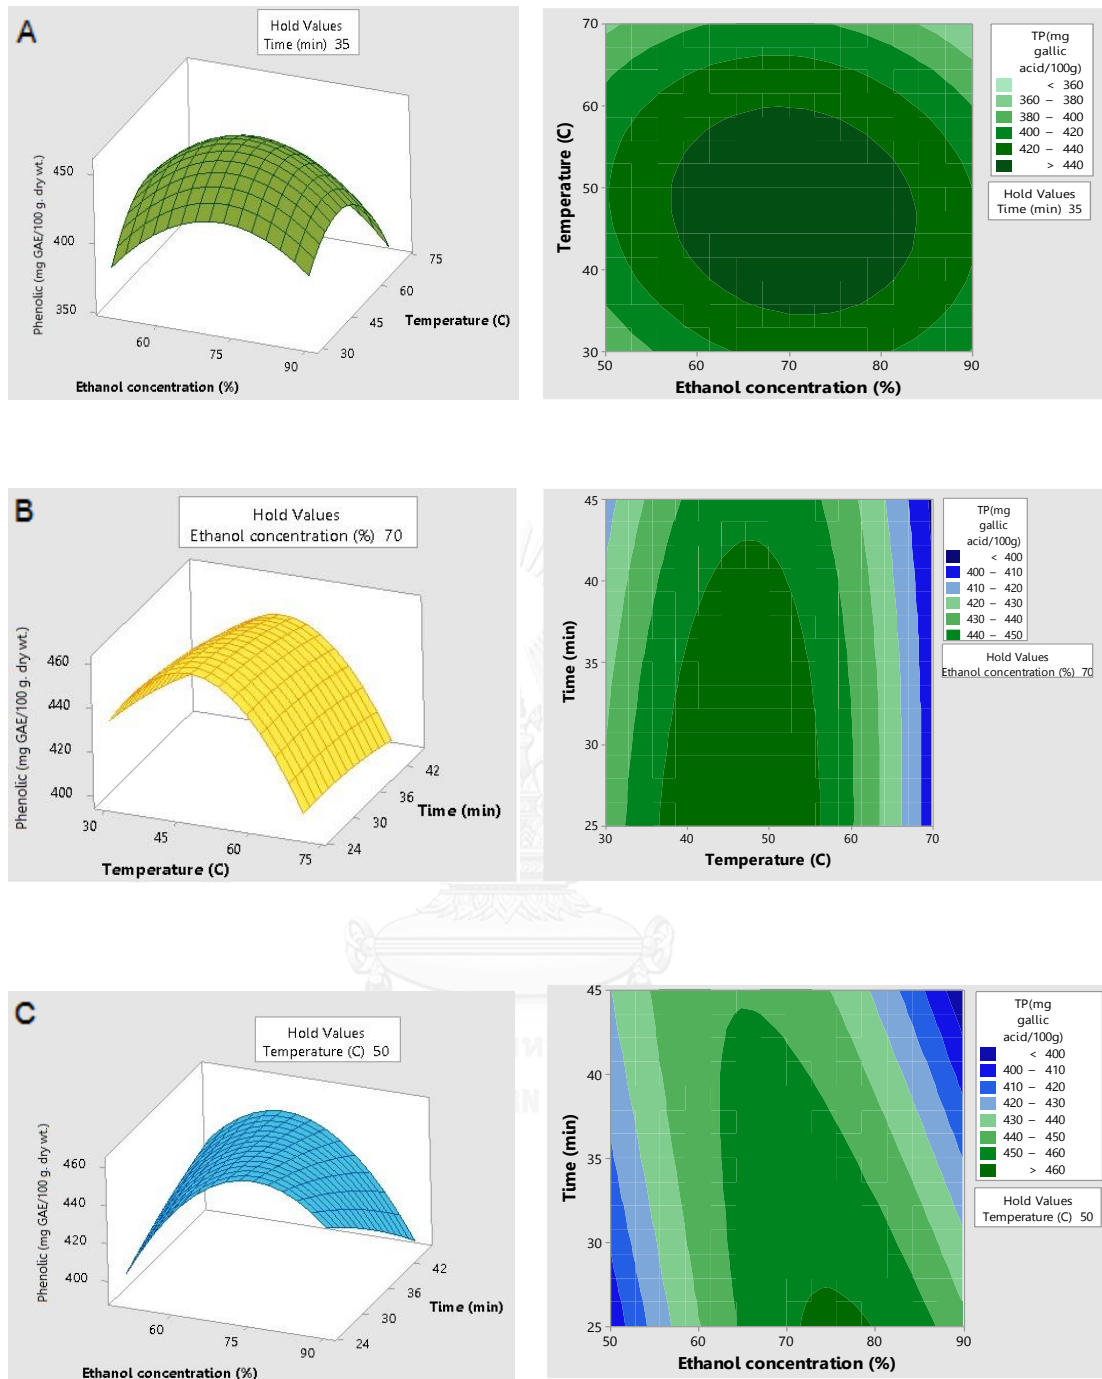 A
Hold Values
Time (min) 35
Phenolic (mg GAE/100 g. dry wt.)
450
400
350
60
75
90
30
45
60
75
Temperature (C)
Ethanol concentration (%)
70
60
50
40
30
Temperature (C)
50
60
70
80
90
Ethanol concentration (%)
TP(mg
gallic
acid/100g)
< 360
360 – 380
380 – 400
400 – 420
420 – 440
> 440
Hold Values
Time (min) 35
B
Hold Values
Ethanol concentration (%) 70
Phenolic (mg GAE/100 g. dry wt.)
460
440
420
400
30
45
60
75
24
30
36
42
Time (min)
Temperature (C)
45
40
35
30
25
Time (min)
30
40
50
60
70
Temperature (C)
TP(mg
gallic
acid/100g)
< 400
400 – 410
410 – 420
420 – 430
430 – 440
440 – 450
Hold Values
Ethanol concentration (%) 70
C
Hold Values
Temperature (C) 50
Phenolic (mg GAE/100 g. dry wt.)
460
440
420
400
60
75
90
24
30
36
42
Time (min)
Ethanol concentration (%)
45
40
35
30
25
Time (min)
50
60
70
80
90
Ethanol concentration (%)
TP(mg
gallic
acid/100g)
< 400
400 – 410
410 – 420
420 – 430
430 – 440
440 – 450
450 – 460
> 460
Hold Values
Temperature (C) 50